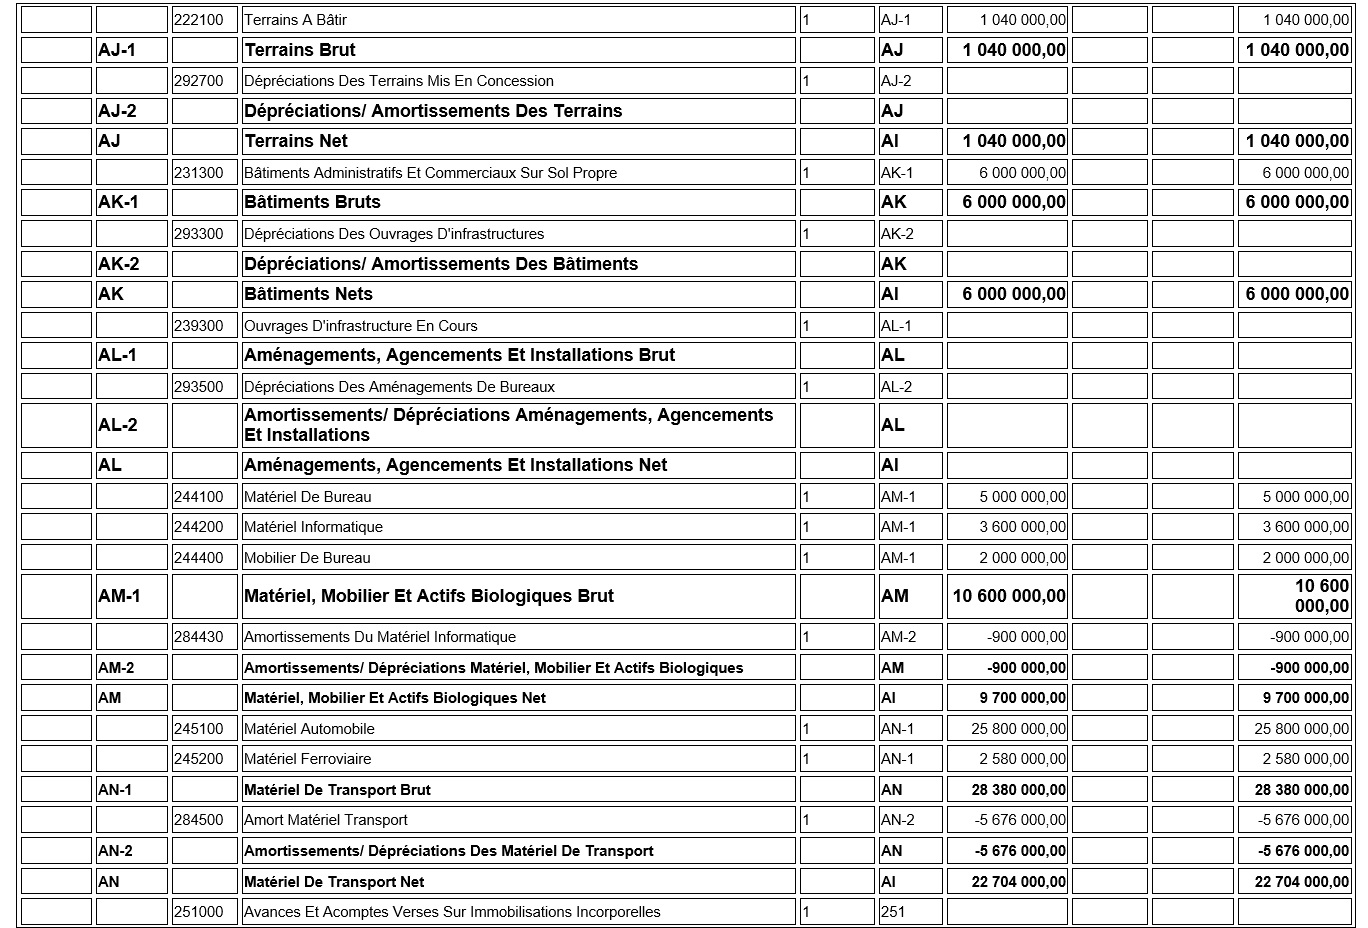 222100 Terrains A Bâtir 1 AJ-1 1 040 000,00 1 040 000,00
AJ-1 Terrains Brut AJ 1 040 000,00 1 040 000,00
292700 Dépréciations Des Terrains Mis En Concession 1 AJ-2
AJ-2 Dépréciations/ Amortissements Des Terrains AJ
AJ Terrains Net AI 1 040 000,00 1 040 000,00
231300 Bâtiments Administratifs Et Commerciaux Sur Sol Propre 1 AK-1 6 000 000,00 6 000 000,00
AK-1 Bâtiments Bruts AK 6 000 000,00 6 000 000,00
293300 Dépréciations Des Ouvrages D'infrastructures 1 AK-2
AK-2 Dépréciations/ Amortissements Des Bâtiments AK
AK Bâtiments Nets AI 6 000 000,00 6 000 000,00
239300 Ouvrages D'infrastructure En Cours 1 AL-1
AL-1 Aménagements, Agencements Et Installations Brut AL
293500 Dépréciations Des Aménagements De Bureaux 1 AL-2
AL-2 Amortissements/ Dépréciations Aménagements, Agencements
Et Installations AL
AL Aménagements, Agencements Et Installations Net AI
244100 Matériel De Bureau 1 AM-1 5 000 000,00 5 000 000,00
244200 Matériel Informatique 1 AM-1 3 600 000,00 3 600 000,00
244400 Mobilier De Bureau 1 AM-1 2 000 000,00 2 000 000,00
AM-1 Matériel, Mobilier Et Actifs Biologiques Brut AM 10 600 000,00 10 600
000,00
284430 Amortissements Du Matériel Informatique 1 AM-2 -900 000,00 -900 000,00
AM-2 Amortissements/ Dépréciations Matériel, Mobilier Et Actifs Biologiques AM -900 000,00 -900 000,00
AM Matériel, Mobilier Et Actifs Biologiques Net AI 9 700 000,00 9 700 000,00
245100 Matériel Automobile 1 AN-1 25 800 000,00 25 800 000,00
245200 Matériel Ferroviaire 1 AN-1 2 580 000,00 2 580 000,00
AN-1 Matériel De Transport Brut AN 28 380 000,00 28 380 000,00
284500 Amort Matériel Transport 1 AN-2 -5 676 000,00 -5 676 000,00
AN-2 Amortissements/ Dépréciations Des Matériel De Transport AN -5 676 000,00 -5 676 000,00
AN Matériel De Transport Net AI 22 704 000,00 22 704 000,00
251000 Avances Et Acomptes Verses Sur Immobilisations Incorporelles 1 251